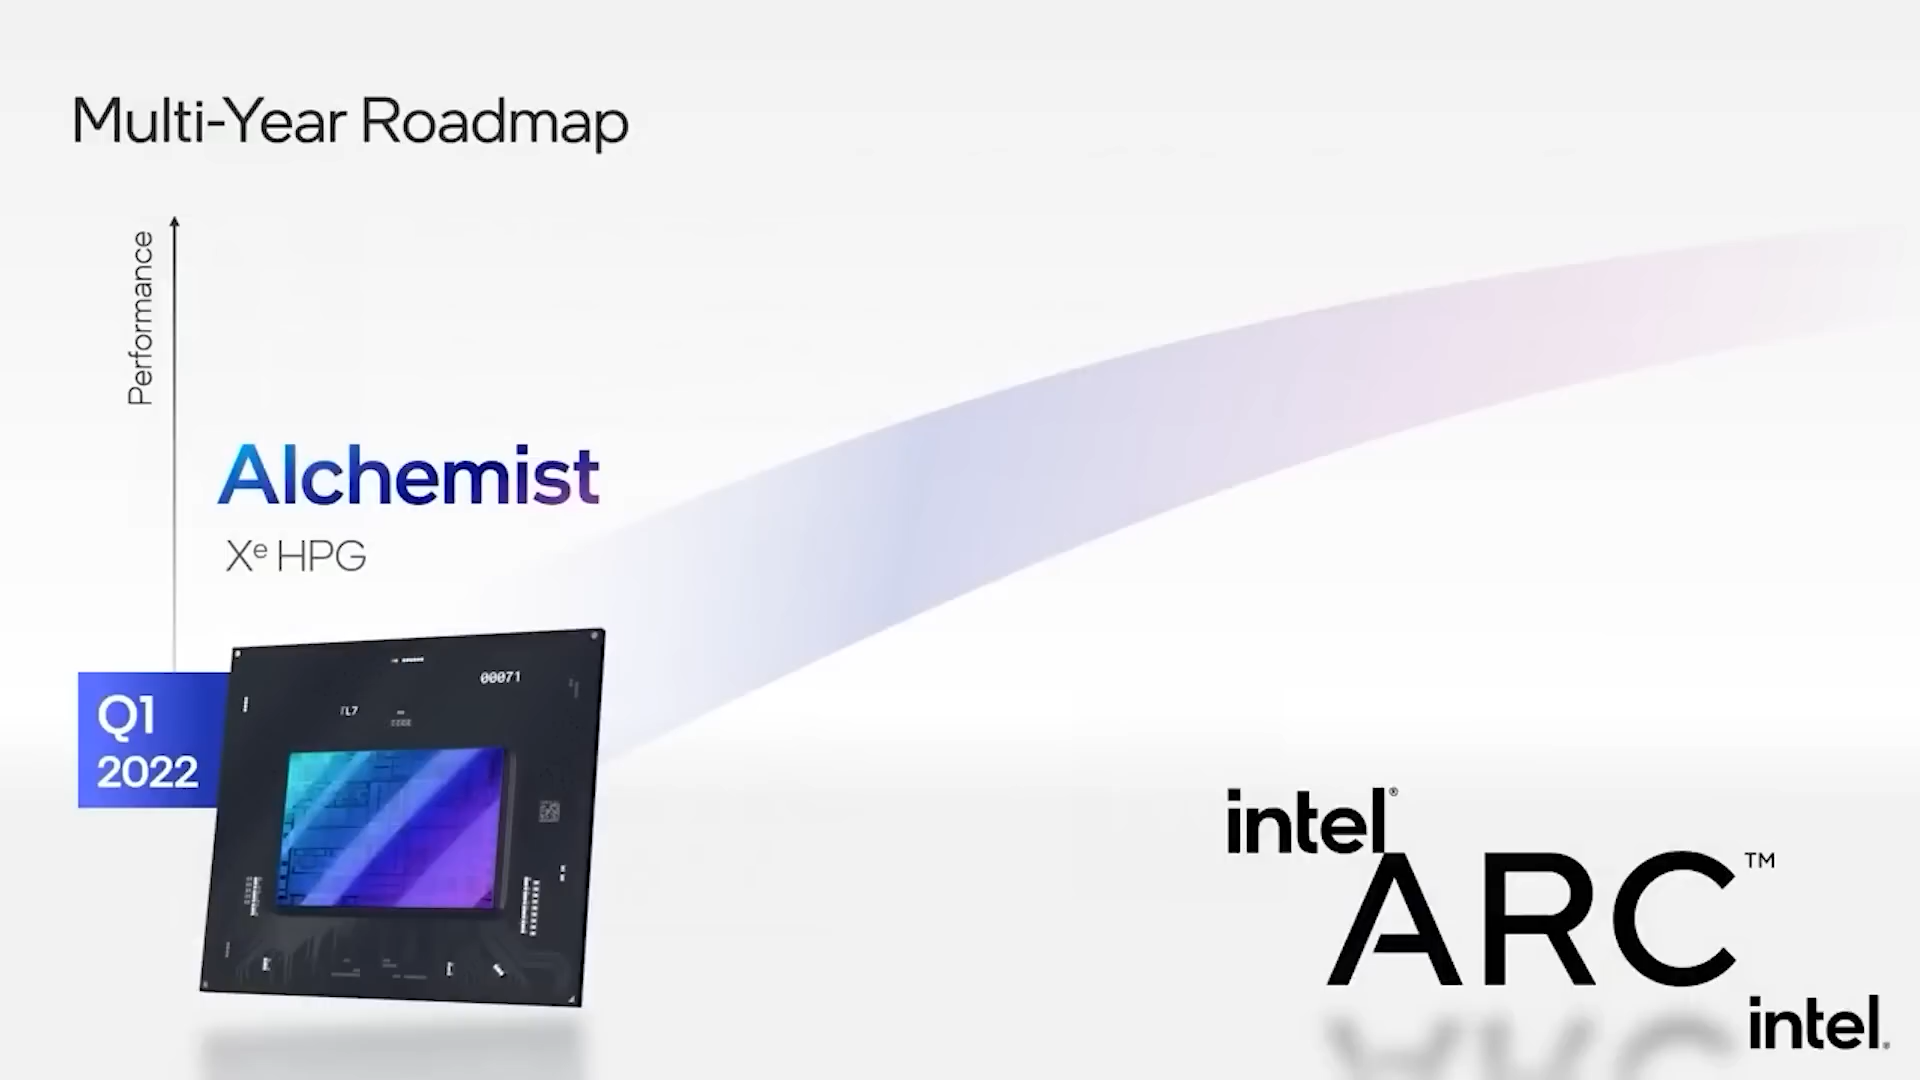 Multi-Year Roadmap
Performance
Alchemist
Xᵉ HPG
Q1
2022
00071
intel®
ARC™
intel.